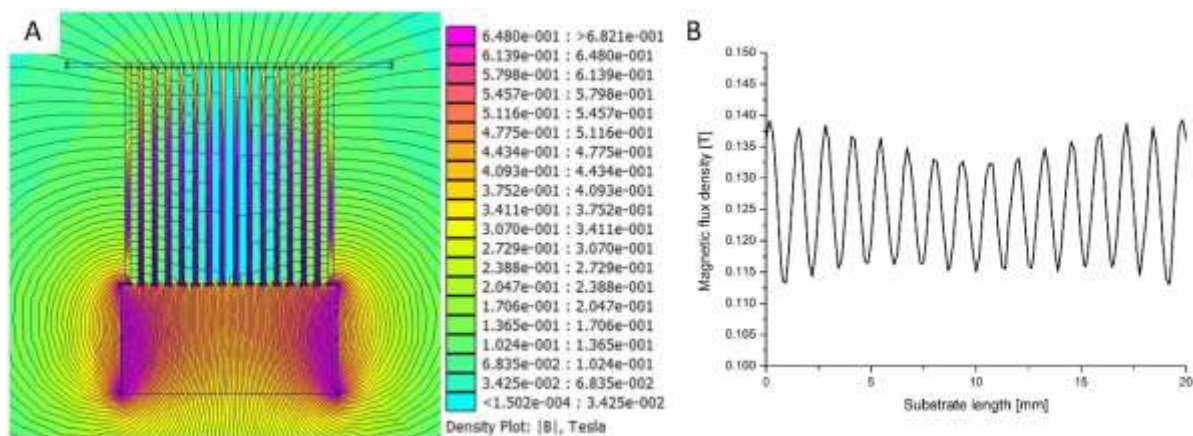 A
6.480e-001 : >6.821e-001
6.139e-001 : 6.480e-001
5.798e-001 : 6.139e-001
5.457e-001 : 5.798e-001
5.116e-001 : 5.457e-001
4.775e-001 : 5.116e-001
4.434e-001 : 4.775e-001
4.093e-001 : 4.434e-001
3.752e-001 : 4.093e-001
3.411e-001 : 3.752e-001
3.070e-001 : 3.411e-001
2.729e-001 : 3.070e-001
2.388e-001 : 2.729e-001
2.047e-001 : 2.388e-001
1.706e-001 : 2.047e-001
1.365e-001 : 1.706e-001
1.024e-001 : 1.365e-001
6.835e-002 : 1.024e-001
3.425e-002 : 6.835e-002
<1.502e-004 : 3.425e-002
Density Plot: |B|, Tesla
B
Magnetic flux density [T]
0.150
0.145
0.140
0.135
0.130
0.125
0.120
0.115
0.110
0.105
0.100
0 5 10 15 20
Substrate length [mm]